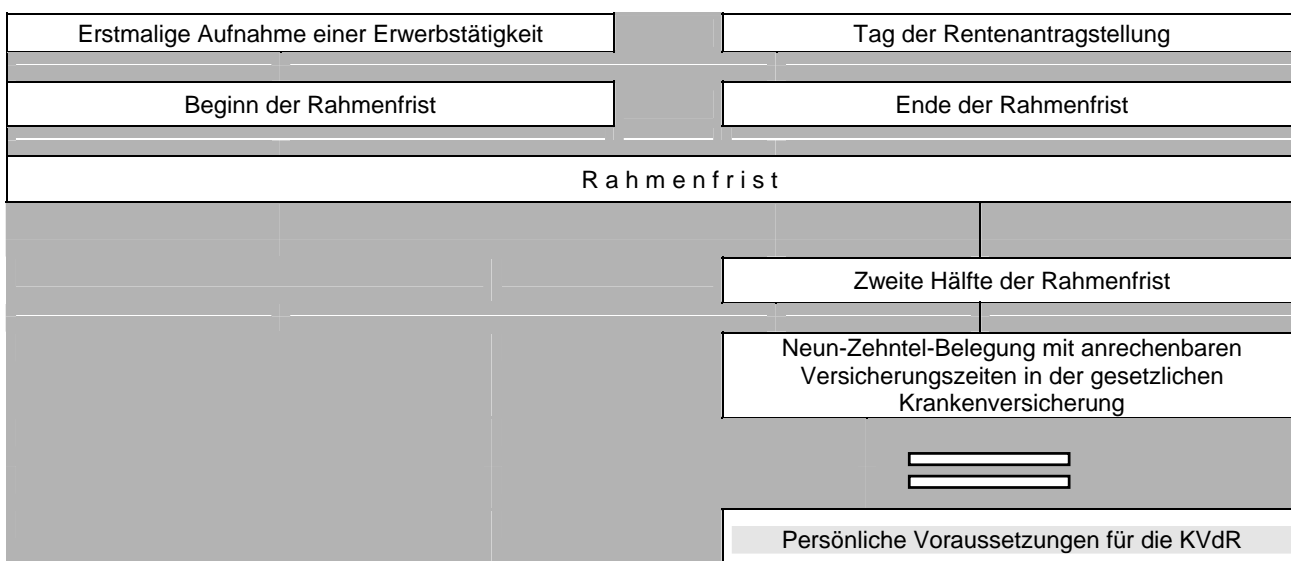 Erstmalige Aufnahme einer Erwerbstätigkeit
Tag der Rentenantragstellung
Beginn der Rahmenfrist
Ende der Rahmenfrist
R a h m e n f r i s t
Zweite Hälfte der Rahmenfrist
Neun-Zehntel-Belegung mit anrechenbaren
Versicherungszeiten in der gesetzlichen
Krankenversicherung
Persönliche Voraussetzungen für die KVdR